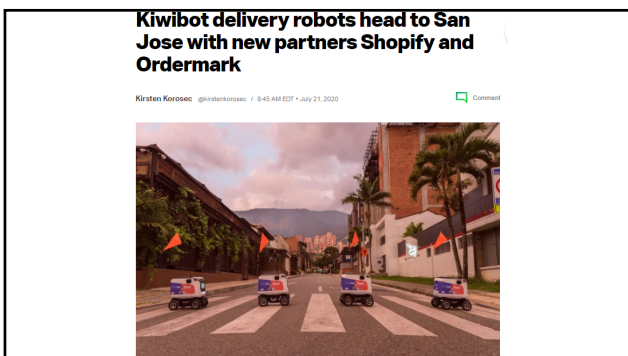 Kiwibot delivery robots head to San
Jose with new partners Shopify and
Ordermark
Kirsten Korosec @kirstenkorosec / 9:45 AM EDT • July 21, 2020
Comment